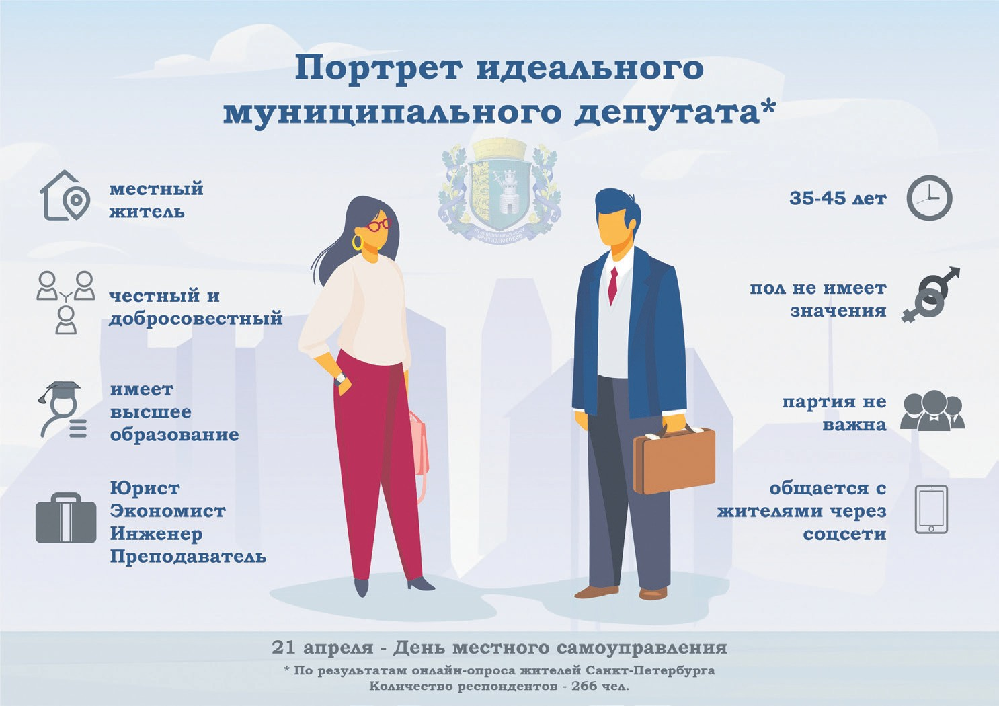 Портрет идеального
муниципального депутата*
местный
житель
честный и
добросовестный
имеет
высшее
образование
Юрист
Экономист
Инженер
Преподаватель
35-45 лет
пол не имеет
значения
партия не
важна
общается с
жителями через
соцсети
21 апреля - День местного самоуправления
* По результатам онлайн-опроса жителей Санкт-Петербурга
Количество респондентов - 266 чел.